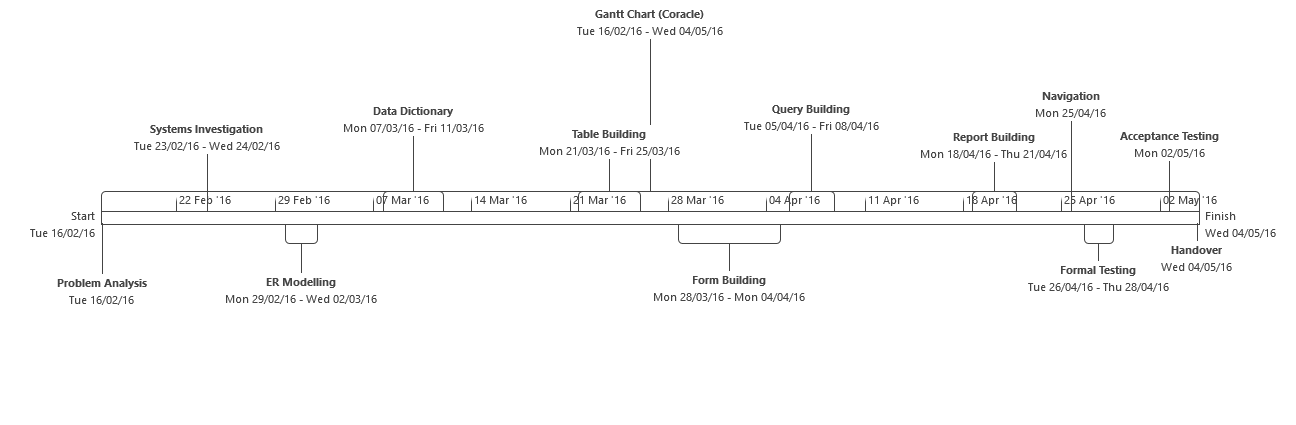 Gantt Chart (Coracle)
Tue 16/02/16 - Wed 04/05/16
Navigation
Mon 25/04/16
Data Dictionary
Mon 07/03/16 - Fri 11/03/16
Query Building
Tue 05/04/16 - Fri 08/04/16
Systems Investigation
Tue 23/02/16 - Wed 24/02/16
Table Building
Mon 21/03/16 - Fri 25/03/16
Report Building
Mon 18/04/16 - Thu 21/04/16
Acceptance Testing
Mon 02/05/16
22 Feb '16
29 Feb '16
07 Mar '16
14 Mar '16
21 Mar '16
28 Mar '16
04 Apr '16
11 Apr '16
18 Apr '16
25 Apr '16
02 May '16
Start
Tue 16/02/16
Finish
Wed 04/05/16
Handover
Wed 04/05/16
Problem Analysis
Tue 16/02/16
ER Modelling
Mon 29/02/16 - Wed 02/03/16
Form Building
Mon 28/03/16 - Mon 04/04/16
Formal Testing
Tue 26/04/16 - Thu 28/04/16